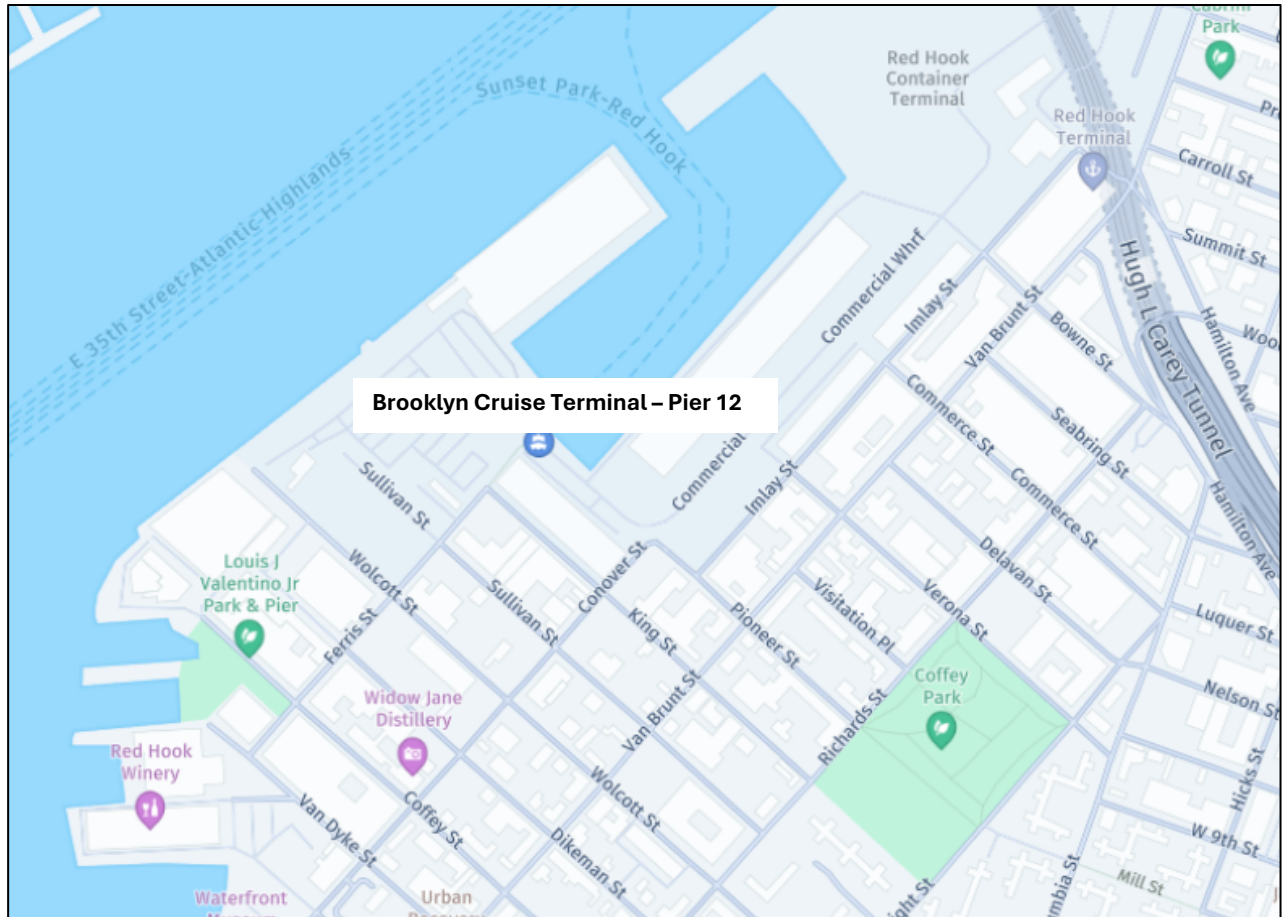 Cabrini
Park
Red Hook
Container
Terminal
Sunset Park-Red Hook
Red Hook
Terminal
Carroll St
E 35th Street-Atlantic Highlands
Summit St
Commercial Whrf
Hugh L Carey Tunnel
Hamilton Ave
Imlay St
Van Brunt St
Bowne St
Brooklyn Cruise Terminal – Pier 12
Commerce St
Seabring St
Commercial
Imlay St
Commerce St
Hamilton Ave
Sullivan St
Delavan St
Louis J
Valentino Jr
Park & Pier
Wolcott St
Sullivan St
Conover St
King St
Pioneer St
Visitation Pl
Verona St
Luquer St
Ferris St
Coffey
Park
Nelson St
Widow Jane
Distillery
Van Brunt St
Richards St
Red Hook
Winery
Hicks St
Wolcott St
Van Dyke St
Coffey St
Dikeman St
W 9th St
Mill St
Waterfront
Urban